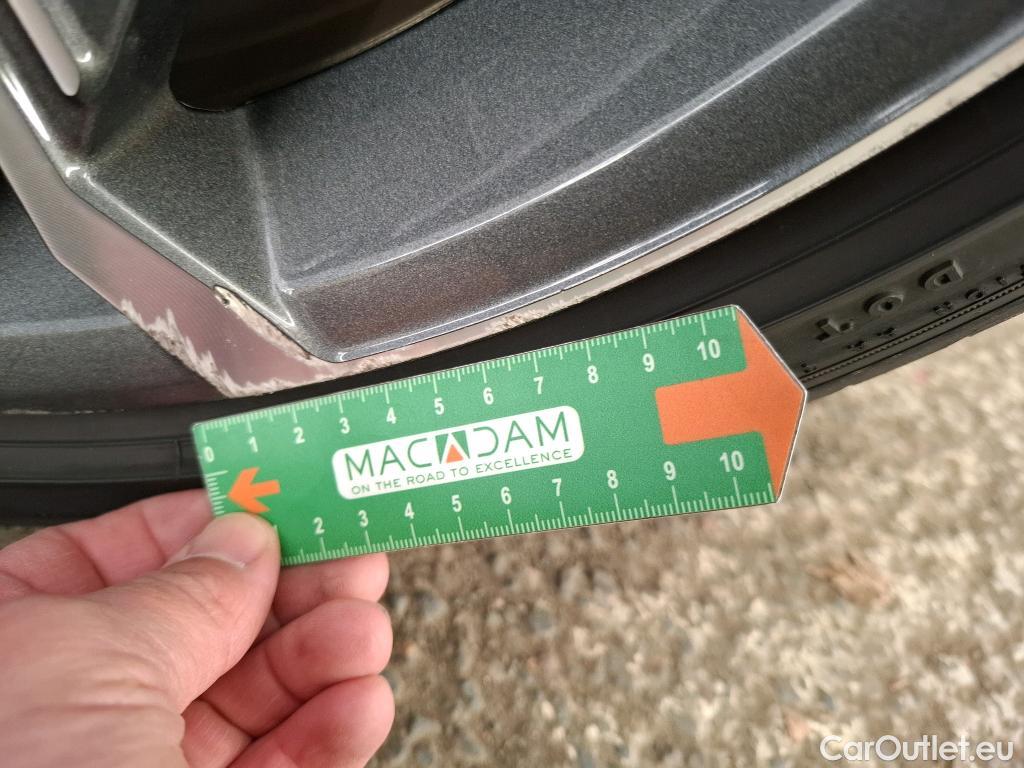 DOT
0 1 2 3 4 5 6 7 8 9 10
MACADAM
ON THE ROAD TO EXCELLENCE
2 3 4 5 6 7 8 9 10
CarOutlet.eu